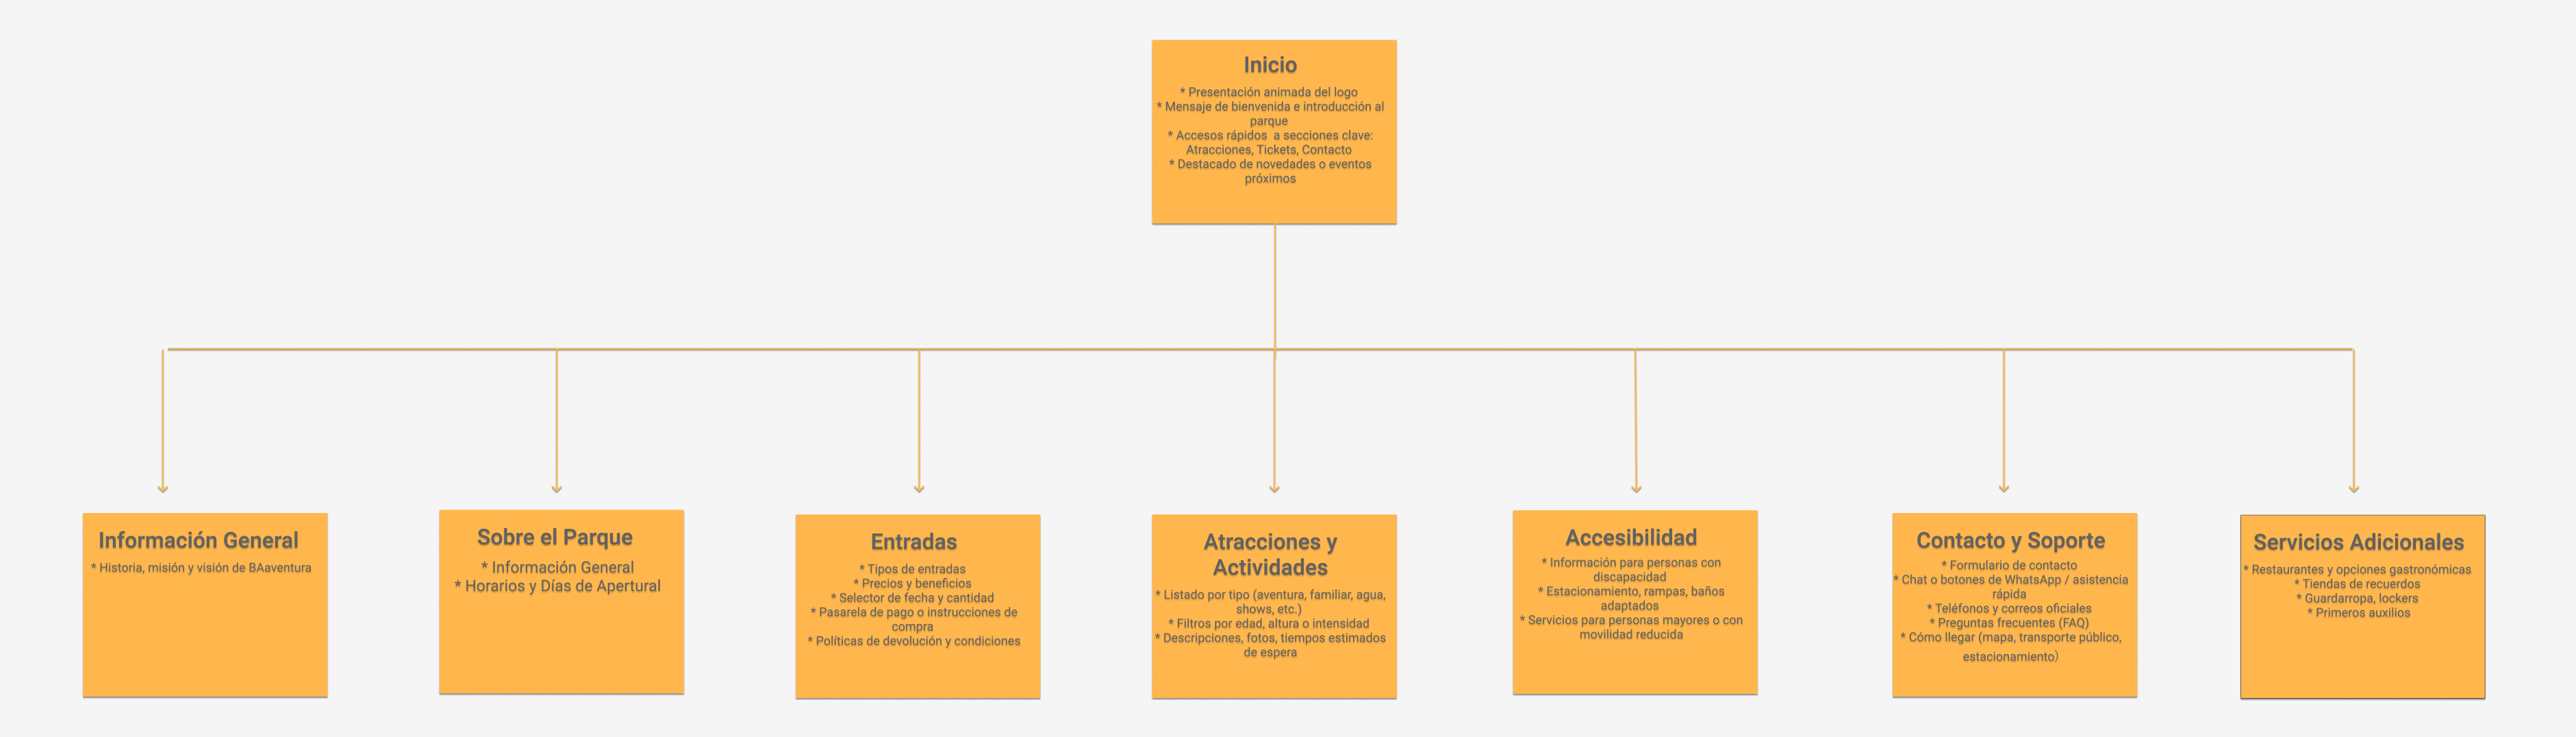 Inicio
* Presentación animada del logo
* Mensaje de bienvenida e introducción al
parque
* Accesos rápidos  a secciones clave:
Atracciones, Tickets, Contacto
* Destacado de novedades o eventos
próximos
Información General
* Historia, misión y visión de BAaventura
Sobre el Parque
* Información General
* Horarios y Días de Apertural
Entradas
* Tipos de entradas
* Precios y beneficios
* Selector de fecha y cantidad
* Pasarela de pago o instrucciones de
compra
* Políticas de devolución y condiciones
Atracciones y
Actividades
* Listado por tipo (aventura, familiar, agua,
shows, etc.)
* Filtros por edad, altura o intensidad
* Descripciones, fotos, tiempos estimados
de espera
Accesibilidad
* Información para personas con
discapacidad
* Estacionamiento, rampas, baños
adaptados
* Servicios para personas mayores o con
movilidad reducida
Contacto y Soporte
* Formulario de contacto
* Chat o botones de WhatsApp / asistencia
rápida
* Teléfonos y correos oficiales
* Preguntas frecuentes (FAQ)
* Cómo llegar (mapa, transporte público,
estacionamiento)
Servicios Adicionales
* Restaurantes y opciones gastronómicas
* Tiendas de recuerdos
* Guardarropa, lockers
* Primeros auxilios